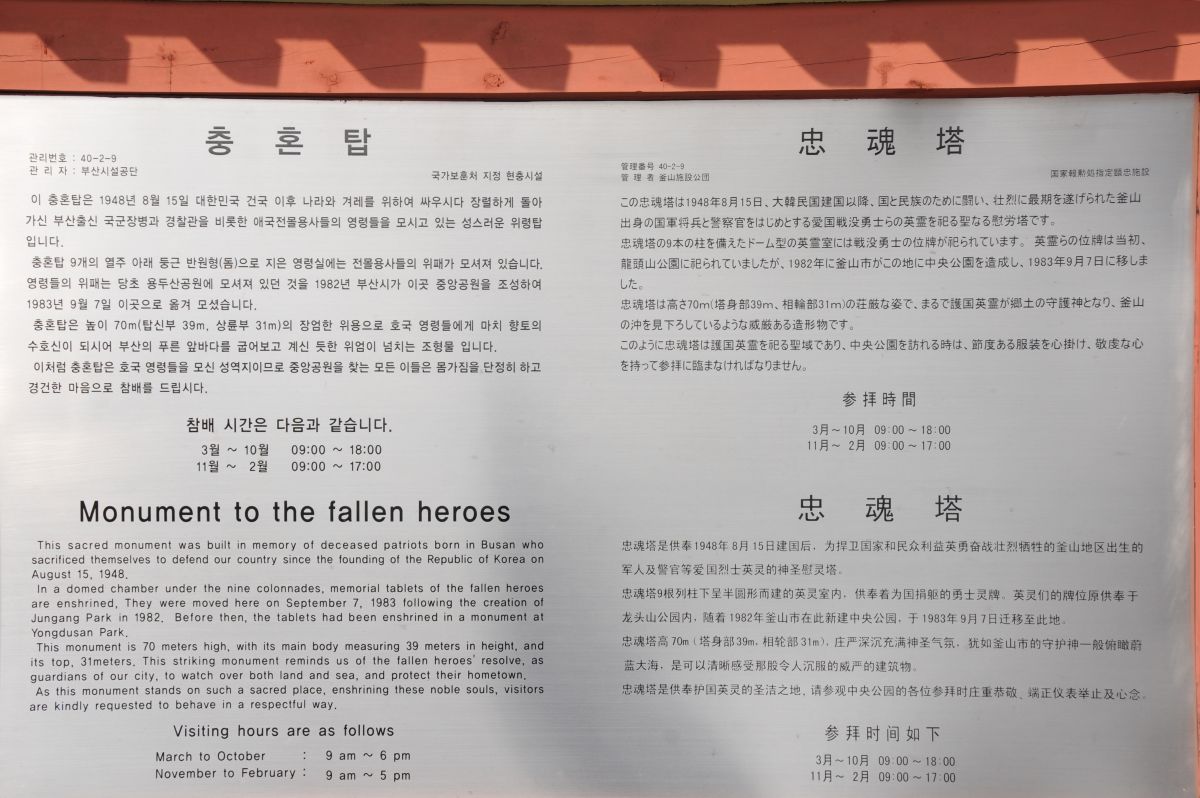 충 혼 탑
관리번호 : 40-2-9
관 리 자 : 부산시설공단
국가보훈처 지정 현충시설
이 충혼탑은 1948년 8월 15일 대한민국 건국 이후 나라와 겨레를 위하여 싸우시다 장렬하게 돌아
가신 부산출신 국군장병과 경찰관을 비롯한 애국전몰용사들의 영령들을 모시고 있는 성스러운 위령탑
입니다.
충혼탑 9개의 열주 아래 둥근 반원형(돔)으로 지은 영령실에는 전몰용사들의 위패가 모셔져 있습니다.
영령들의 위패는 당초 용두산공원에 모셔져 있던 것을 1982년 부산시가 이곳 중앙공원을 조성하여
1983년 9월 7일 이곳으로 옮겨 모셨습니다.
충혼탑은 높이 70m(탑신부 39m, 상륜부 31m)의 장엄한 위용으로 호국 영령들에게 마치 향토의
수호신이 되시어 부산의 푸른 앞바다를 굽어보고 계신 듯한 위엄이 넘치는 조형물 입니다.
이처럼 충혼탑은 호국 영령들을 모신 성역지이므로 중앙공원을 찾는 모든 이들은 몸가짐을 단정히 하고
경건한 마음으로 참배를 드립시다.
참배 시간은 다음과 같습니다.
3월 ~ 10월 09:00 ~ 18:00
11월 ~ 2월 09:00 ~ 17:00
Monument to the fallen heroes
This sacred monument was built in memory of deceased patriots born in Busan who
sacrificed themselves to defend our country since the founding of the Republic of Korea on
August 15, 1948.
In a domed chamber under the nine colonnades, memorial tablets of the fallen heroes
are enshrined, They were moved here on September 7, 1983 following the creation of
Jungang Park in 1982. Before then, the tablets had been enshrined in a monument at
Yongdusan Park.
This monument is 70 meters high, with its main body measuring 39 meters in height, and
its top, 31meters. This striking monument reminds us of the fallen heroes' resolve, as
guardians of our city, to watch over both land and sea, and protect their hometown.
As this monument stands on such a sacred place, enshrining these noble souls, visitors
are kindly requested to behave in a respectful way.
Visiting hours are as follows
March to October : 9 am ~ 6 pm
November to February : 9 am ~ 5 pm
忠 魂 塔
管理番号 40-2-9
管 理 者 釜山施設公団
国家報勲処指定顕忠施設
この忠魂塔は1948年8月15日、大韓民国建国以降、国と民族のために闘い、壮烈に最期を遂げられた釜山
出身の国軍将兵と警察官をはじめとする愛国戦没勇士らの英霊を祀る聖なる慰労塔です。
忠魂塔の9本の柱を備えたドーム型の英霊室には戦没勇士の位牌が祀られています。 英霊らの位牌は当初、
龍頭山公園に祀られていましたが、1982年に釜山市がこの地に中央公園を造成し、1983年9月7日に移しま
した。
忠魂塔は高さ70m(塔身部39m、相輪部31m)の荘厳な姿で、まるで護国英霊が郷土の守護神となり、釜山
の沖を見下ろしているような威厳ある造形物です。
このように忠魂塔は護国英霊を祀る聖域であり、中央公園を訪れる時は、節度ある服装を心掛け、敬虔な心
を持って参拝に臨まなければなりません。
参拝時間
3月~10月 09:00~18:00
11月~ 2月 09:00~17:00
忠 魂 塔
忠魂塔是供奉1948年8月15日建国后，为捍卫国家和民众利益英勇奋战壮烈牺牲的釜山地区出生的
军人及警官等爱国烈士英灵的神圣慰灵塔。
忠魂塔9根列柱下呈半圆形而建的英灵室内，供奉着为国捐躯的勇士灵牌。英灵们的牌位原供奉于
龙头山公园内，随着1982年釜山市在此新建中央公园，于1983年9月7日迁移至此地。
忠魂塔高70m（塔身部39m，相轮部31m），庄严深沉充满神圣气氛，犹如釜山市的守护神一般俯瞰蔚
蓝大海，是可以清晰感受那股令人沉服的威严的建筑物。
忠魂塔是供奉护国英灵的圣洁之地，请参观中央公园的各位参拜时庄重恭敬、端正仪表举止及心念。
参拜时间如下
3月~10月 09:00~18:00
11月~ 2月 09:00~17:00